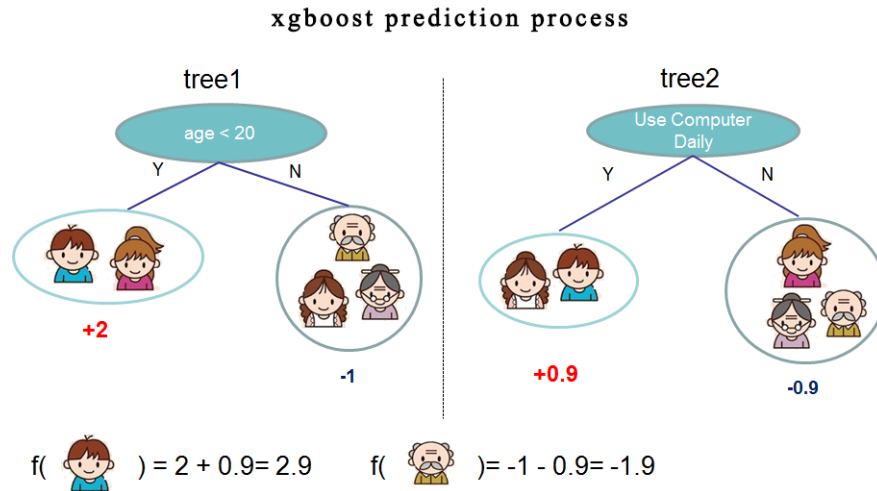 xgboost prediction process
tree1
tree2
age < 20
Use Computer
Daily
Y
N
Y
N
+2
-1
+0.9
-0.9
f( ) = 2 + 0.9= 2.9
f( )= -1 - 0.9= -1.9